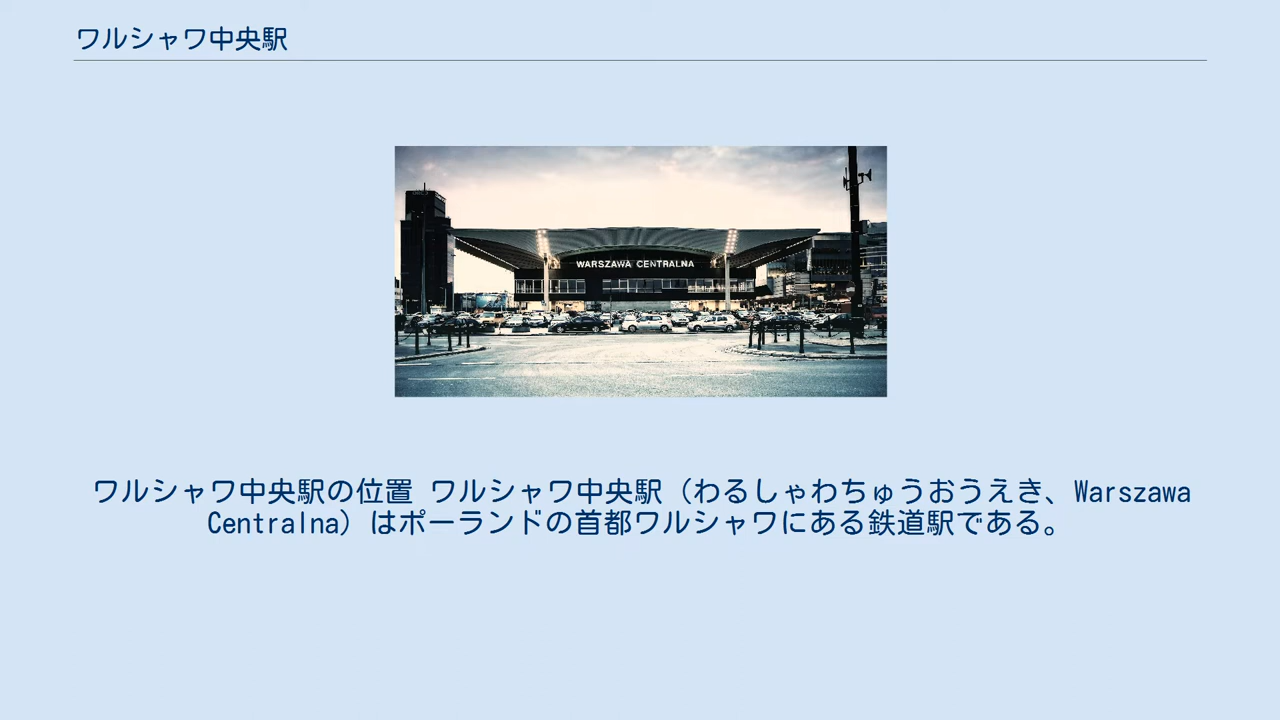 ワルシャワ中央駅
WARSZAWA CENTRALNA
ワルシャワ中央駅の位置 ワルシャワ中央駅（わるしゃわちゅうおうえき、Warszawa
Centralna）はポーランドの首都ワルシャワにある鉄道駅である。